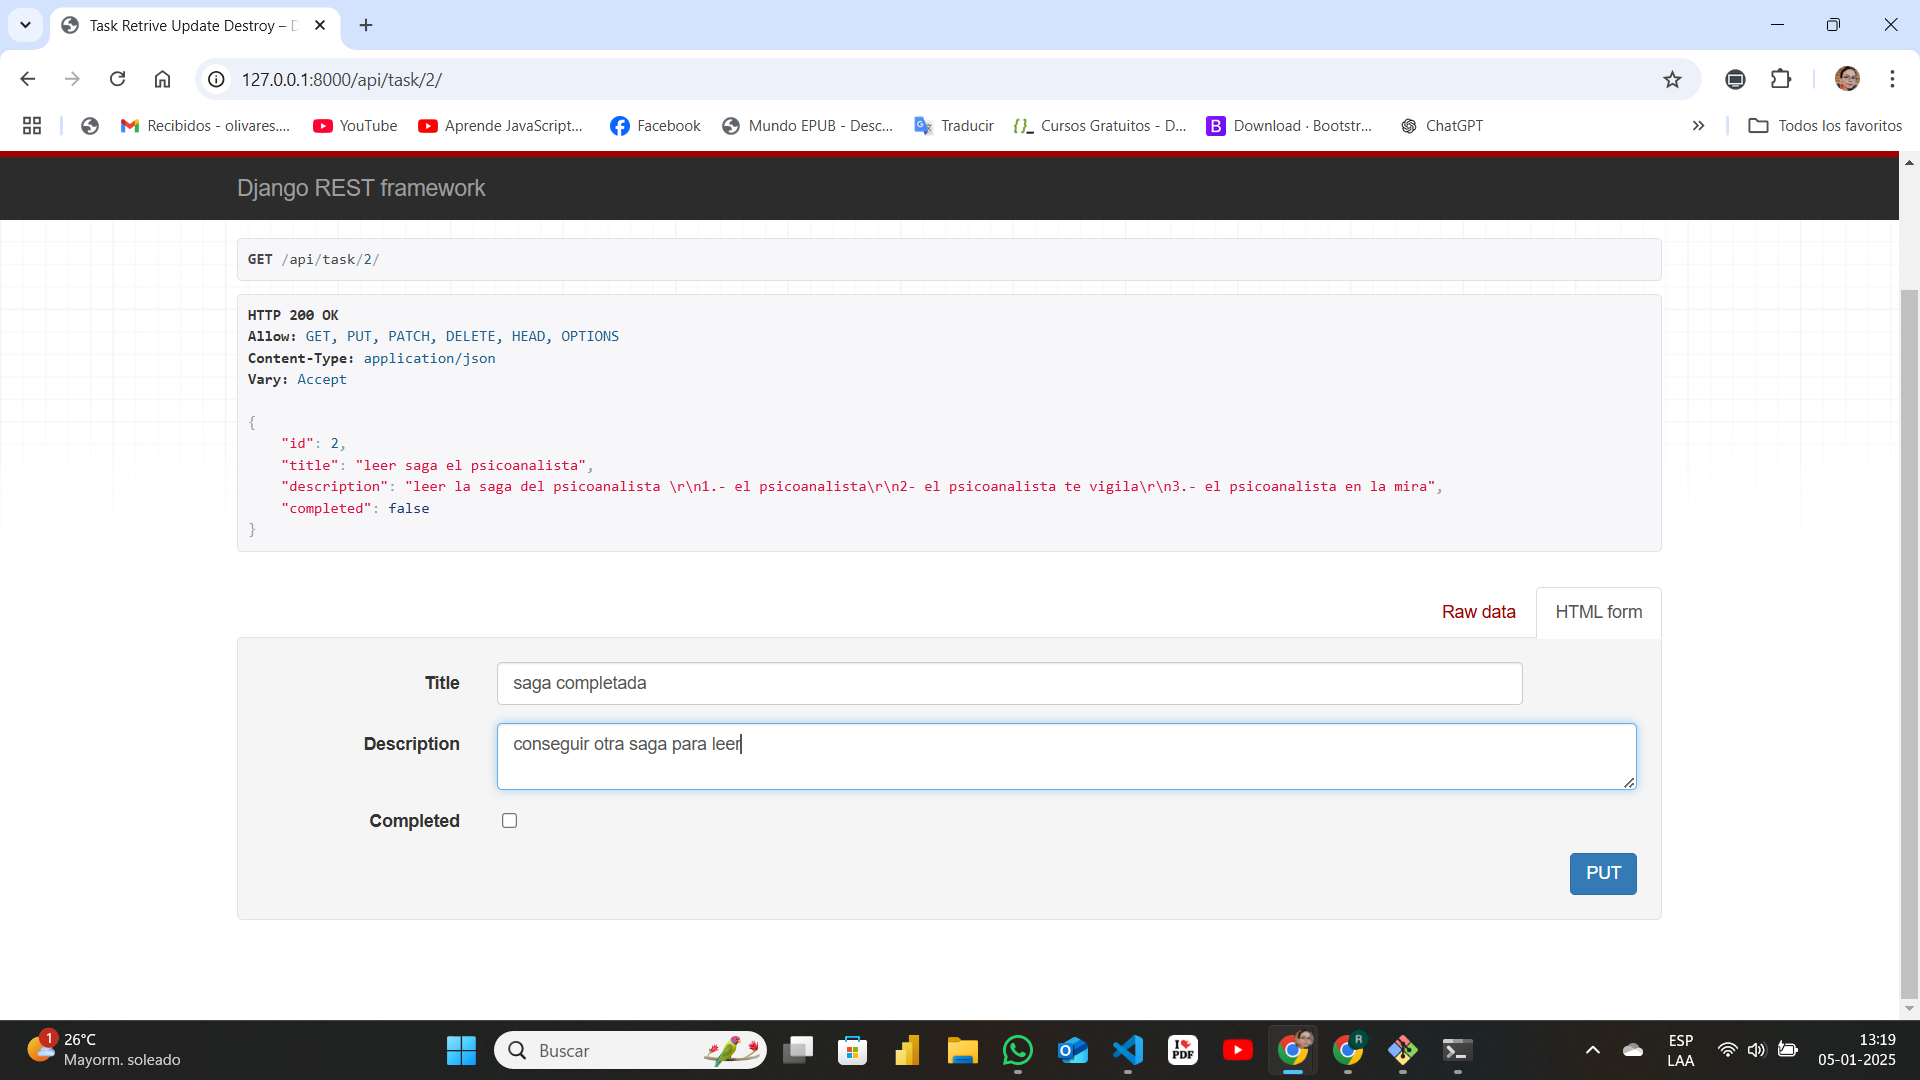 Task Retrive Update Destroy –
127.0.0.1:8000/api/task/2/
Recibidos - olivares....
YouTube
Aprende JavaScript...
Facebook
Mundo EPUB - Desc...
Traducir
Cursos Gratuitos - D...
Download · Bootstr...
ChatGPT
Todos los favoritos
Django REST framework
GET /api/task/2/
HTTP 200 OK
Allow: GET, PUT, PATCH, DELETE, HEAD, OPTIONS
Content-Type: application/json
Vary: Accept
{
"id": 2,
"title": "leer saga el psicoanalista",
"description": "leer la saga del psicoanalista \r\n1.- el psicoanalista\r\n2- el psicoanalista te vigila\r\n3.- el psicoanalista en la mira",
"completed": false
}
Raw data
HTML form
Title
saga completada
Description
conseguir otra saga para leer
Completed
PUT
1
26°C
Mayorm. soleado
Buscar
I PDF
R
ESP
LAA
13:19
05-01-2025